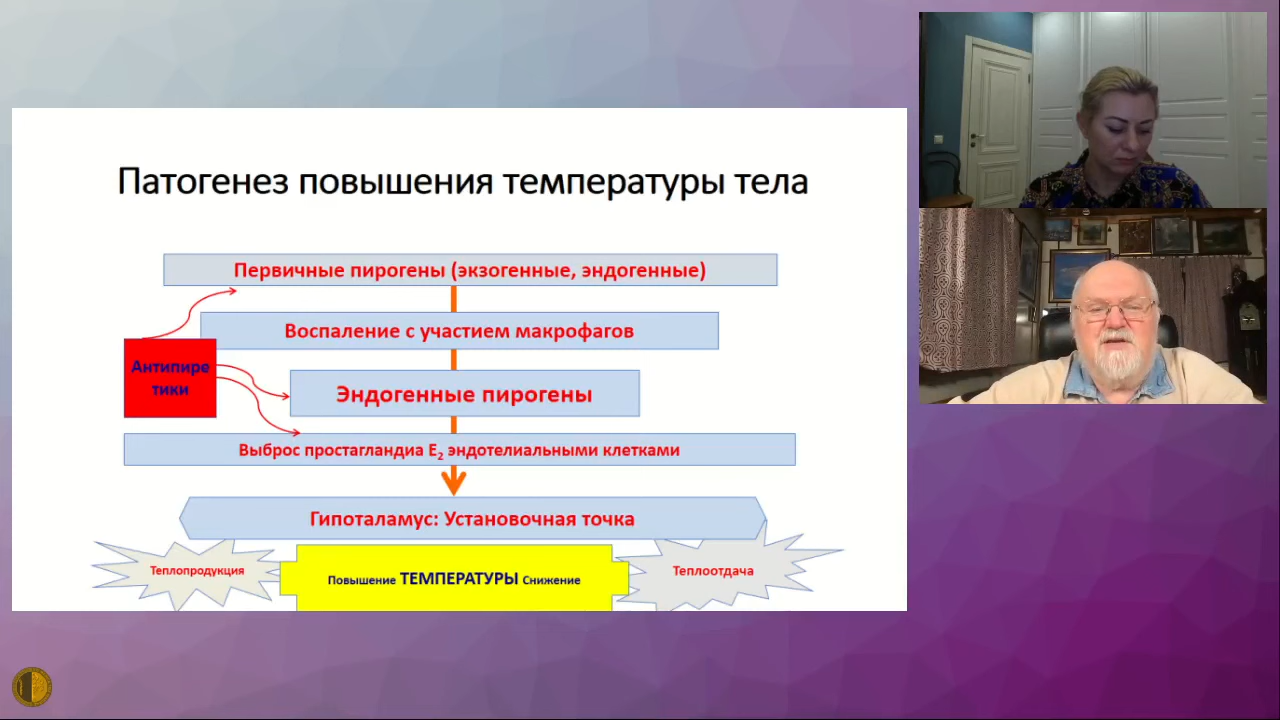 Патогенез повышения температуры тела
Первичные пирогены (экзогенные, эндогенные)
Воспаление с участием макрофагов
Антипире
тики
Эндогенные пирогены
Выброс простагландиа E2 эндотелиальными клетками
Гипоталамус: Установочная точка
Теплопродукция
Повышение ТЕМПЕРАТУРЫ Снижение
Теплоотдача